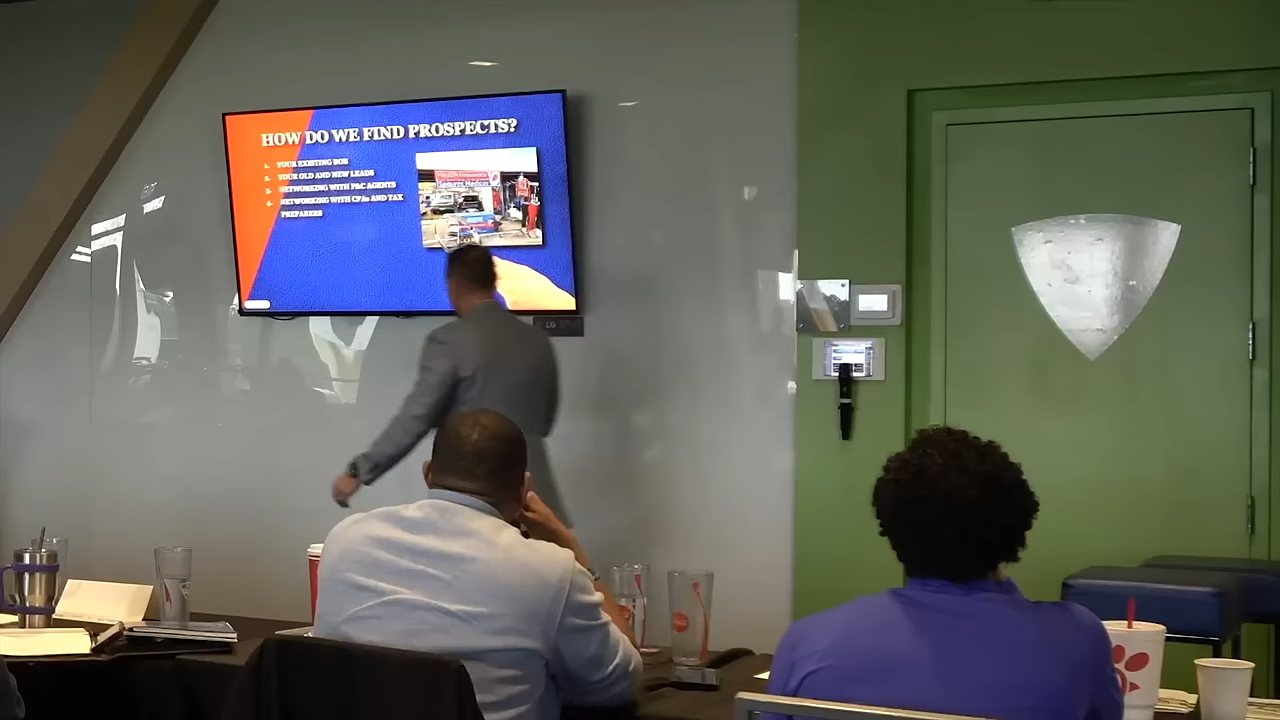 HOW DO WE FIND PROSPECTS?
1. YOUR EXISTING BOB
2. YOUR OLD AND NEW LEADS
3. NETWORKING WITH P&C AGENTS
4. NETWORKING WITH CPAs AND TAX
PREPARERS
LG